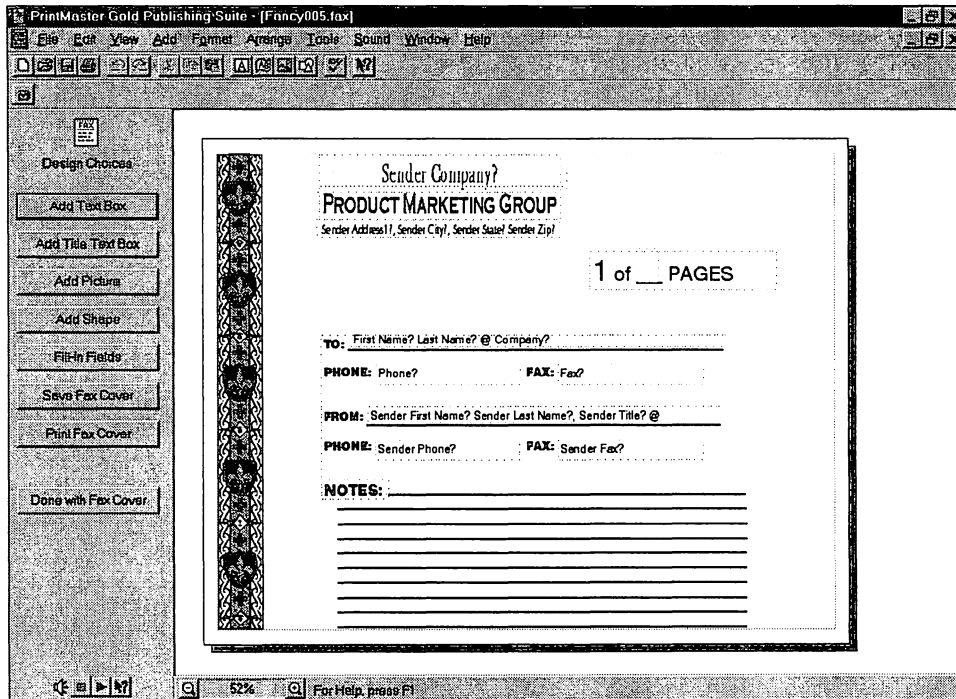 PrintMaster Gold Publishing Suite - [Fancy005.fax]
File Edit View Add Format Arrange Tools Sound Window Help
FAX
Design Choices
Add Text Box
Add Title Text Box
Add Picture
Add Shape
Fill-in Fields
Save Fax Cover
Print Fax Cover
Done with Fax Cover
Sender Company?
PRODUCT MARKETING GROUP
Sender Address1?, Sender City?, Sender State? Sender Zip?
1 of __ PAGES
TO: First Name? Last Name? @ Company?
PHONE: Phone? FAX: Fax?
FROM: Sender First Name? Sender Last Name?, Sender Title? @
PHONE: Sender Phone? FAX: Sender Fax?
NOTES:
52% For Help, press F1